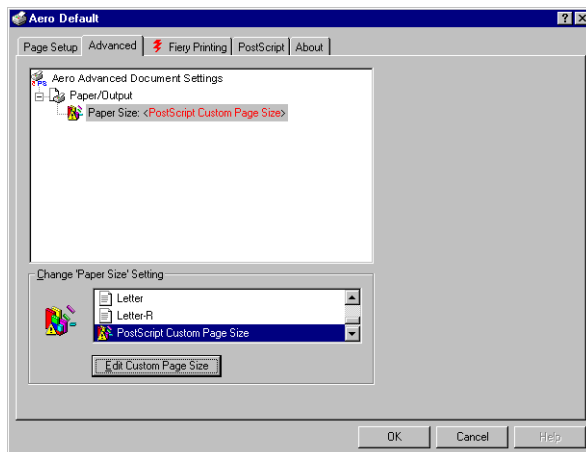 Aero Default
Page Setup Advanced Fiery Printing PostScript About
Aero Advanced Document Settings
Paper/Output
Paper Size: <PostScript Custom Page Size>
Change 'Paper Size' Setting
Letter
Letter-R
PostScript Custom Page Size
Edit Custom Page Size
OK Cancel Help